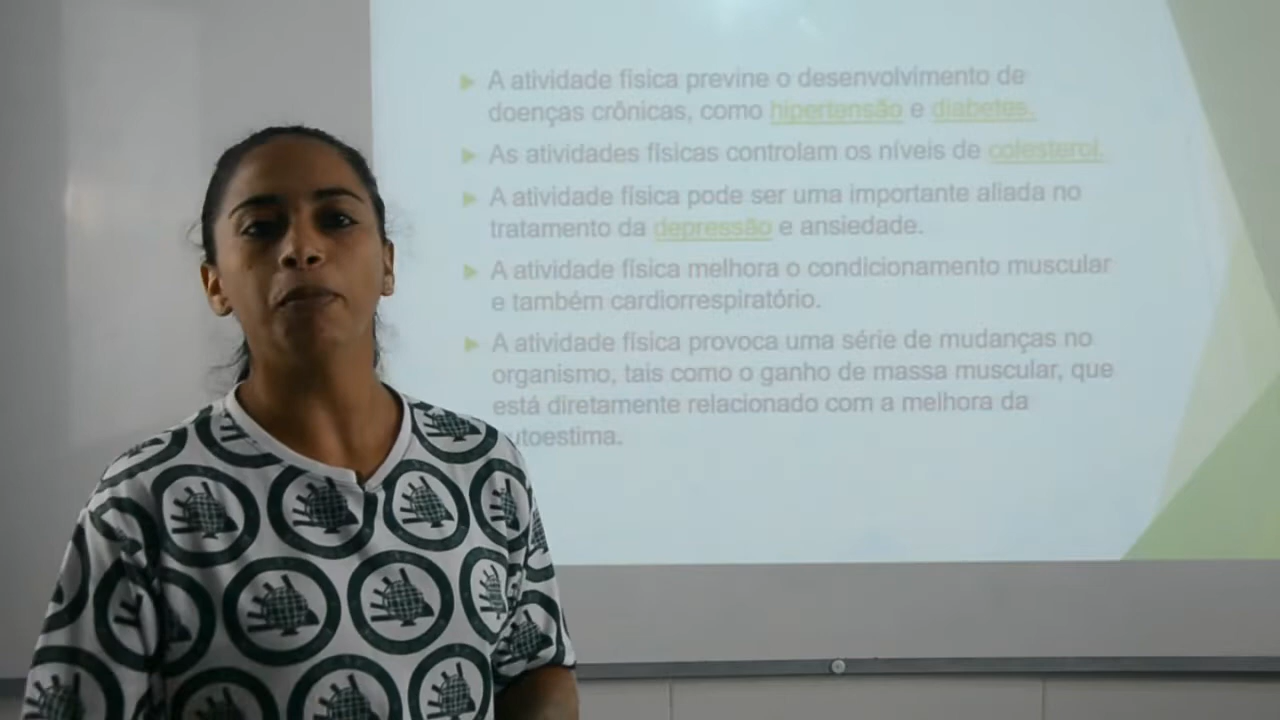 A atividade física previne o desenvolvimento de
doenças crônicas, como hipertensão e diabetes.
As atividades físicas controlam os níveis de colesterol.
A atividade física pode ser uma importante aliada no
tratamento da depressão e ansiedade.
A atividade física melhora o condicionamento muscular
e também cardiorrespiratório.
A atividade física provoca uma série de mudanças no
organismo, tais como o ganho de massa muscular, que
está diretamente relacionado com a melhora da
utoestima.